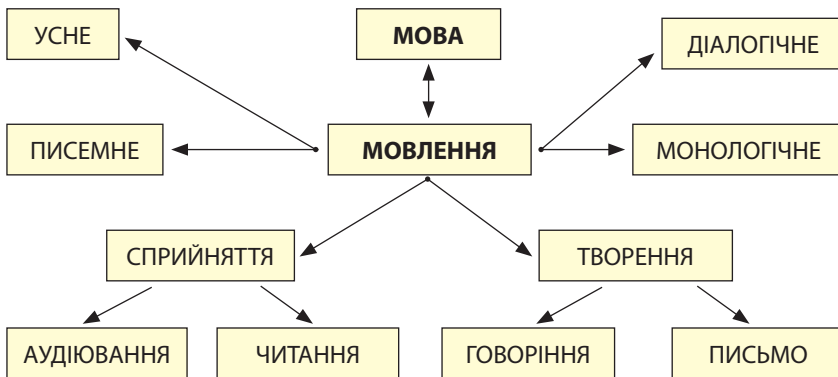 УСНЕ
МОВА
ДІАЛОГІЧНЕ
ПИСЕМНЕ
МОВЛЕННЯ
МОНОЛОГІЧНЕ
СПРИЙНЯТТЯ
ТВОРЕННЯ
АУДІЮВАННЯ
ЧИТАННЯ
ГОВОРІННЯ
ПИСЬМО